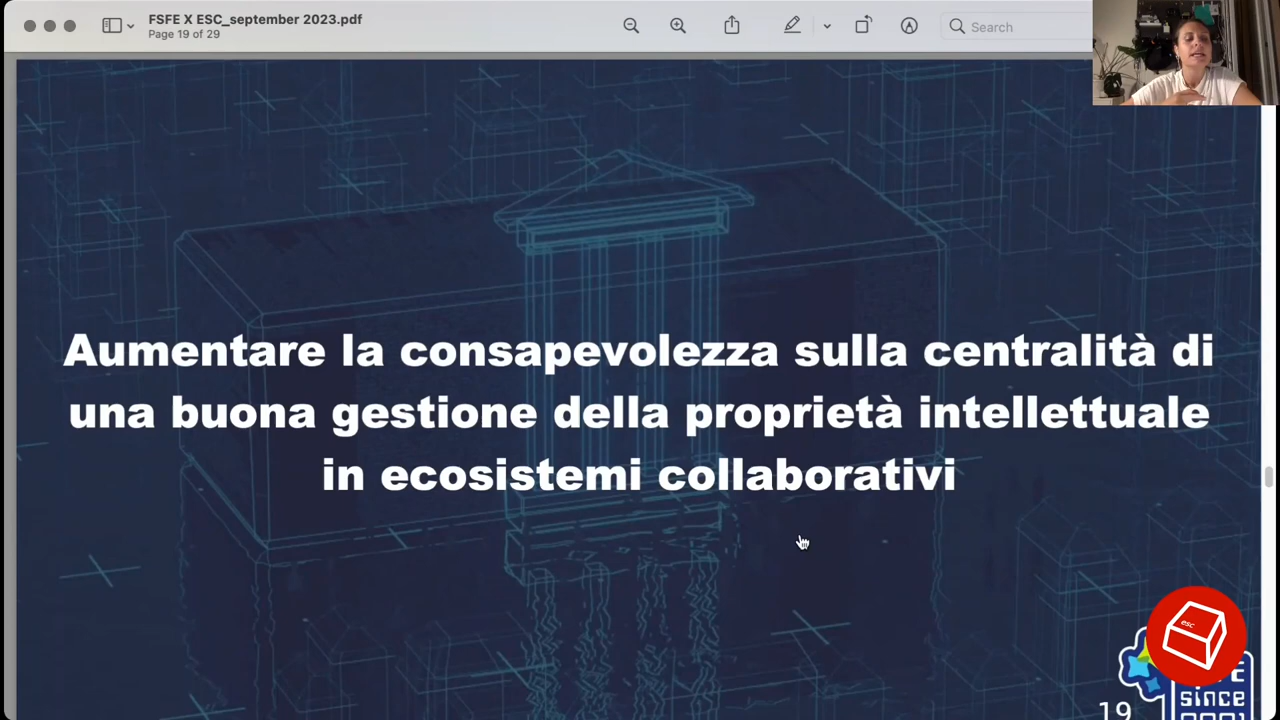 FSFE X ESC_september 2023.pdf
Page 19 of 29
Search
Aumentare la consapevolezza sulla centralità di
una buona gestione della proprietà intellettuale
in ecosistemi collaborativi
esc
since
19